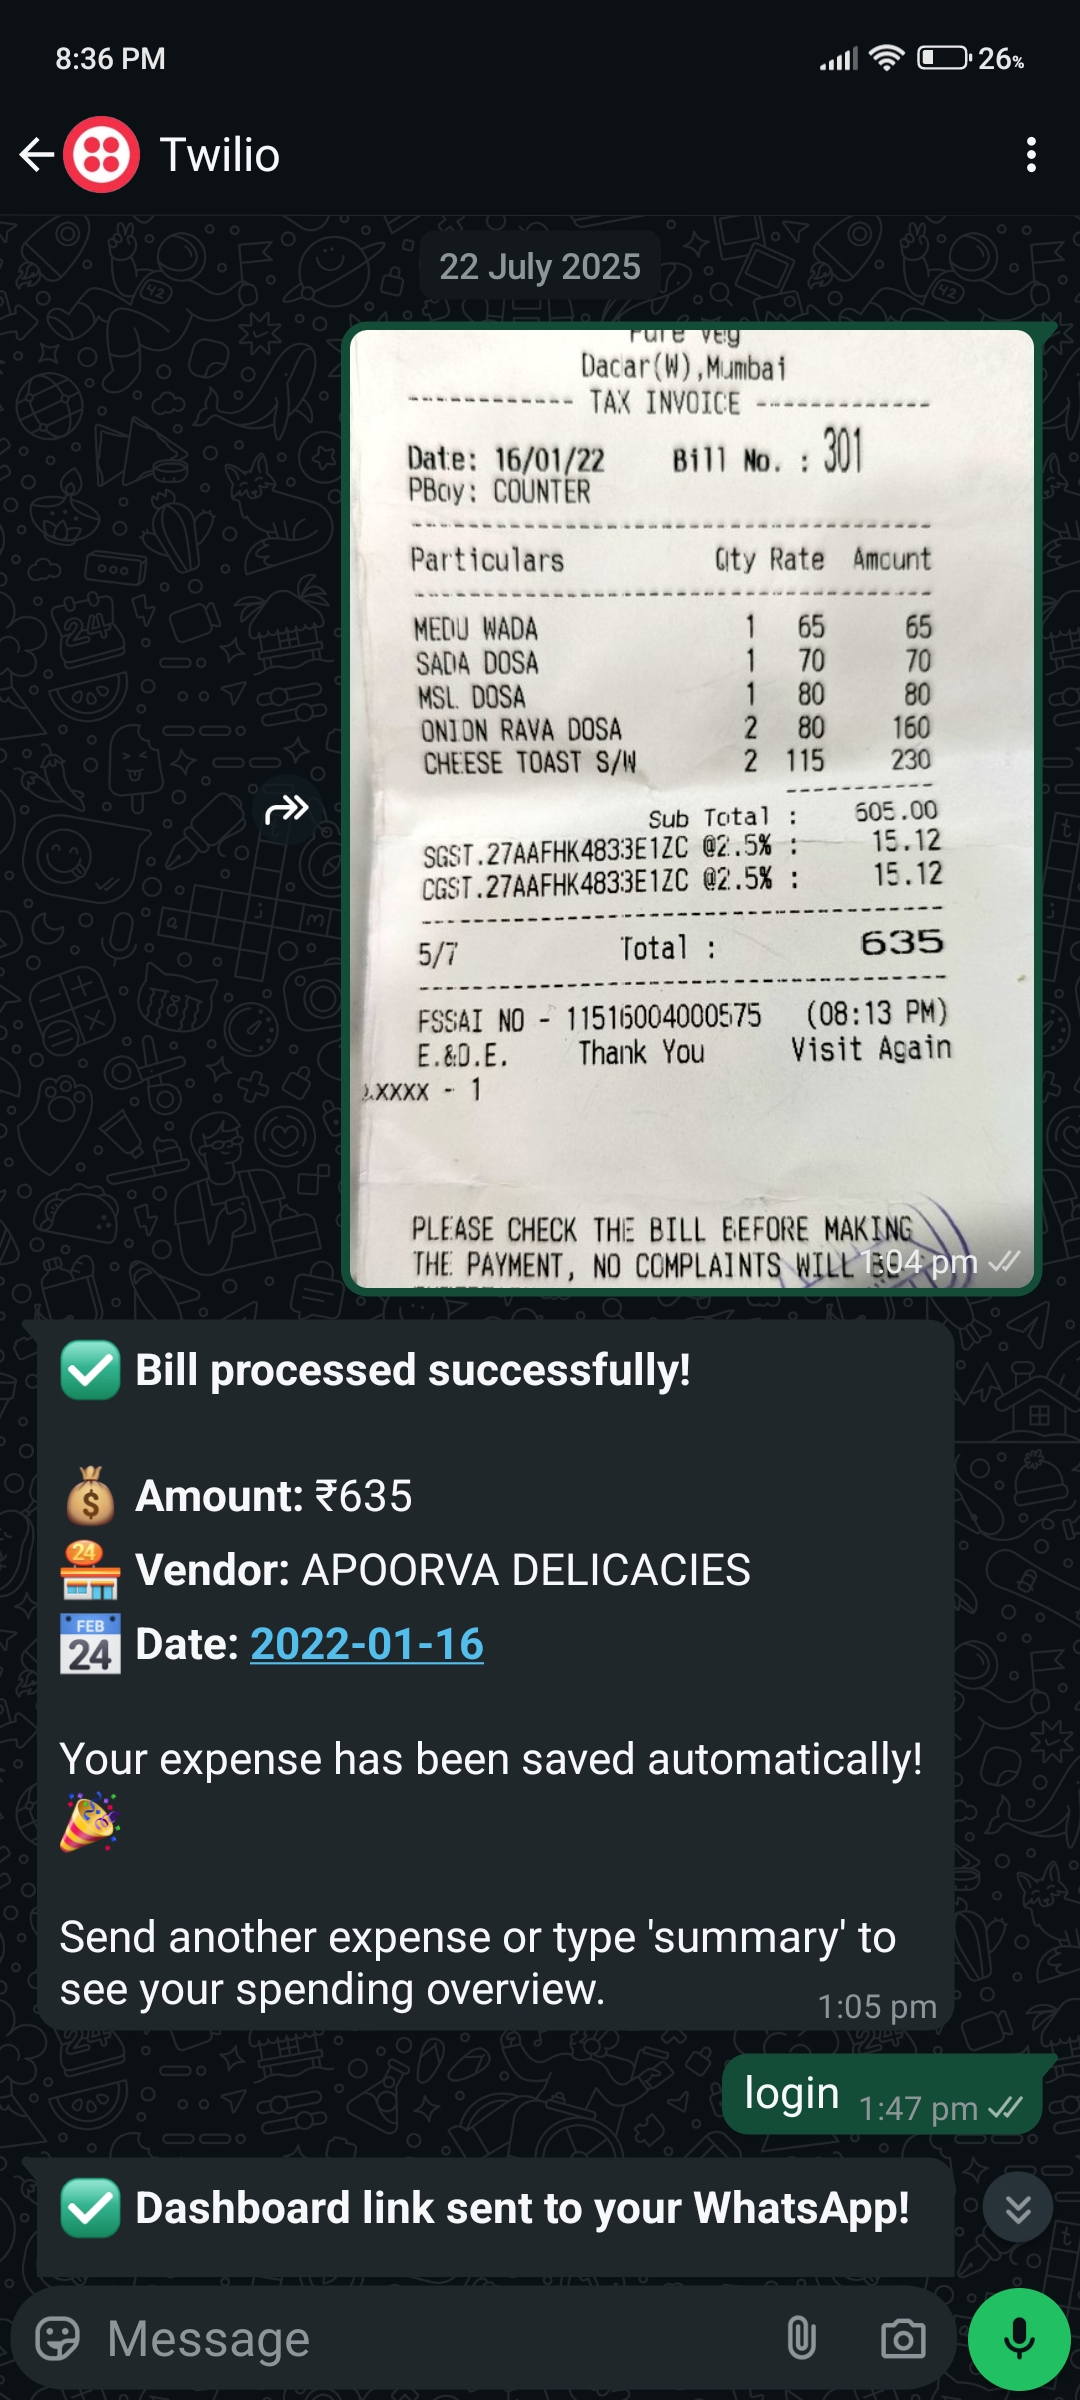 8:36 PM 26%
Twilio
22 July 2025
Pure Veg
Dadar(W),Mumbai
TAX INVOICE
Date: 16/01/22 Bill No. : 301
PBoy: COUNTER
Particulars Qty Rate Amount
MEDU WADA 1 65 65
SADA DOSA 1 70 70
MSL DOSA 1 80 80
ONION RAVA DOSA 2 80 160
CHEESE TOAST S/W 2 115 230
Sub Total : 605.00
SGST.27AAFHK4833E1ZC @2.5% : 15.12
CGST.27AAFHK4833E1ZC @2.5% : 15.12
5/7 Total : 635
FSSAI NO - 11516004000575 (08:13 PM)
E.&O.E. Thank You Visit Again
XXXX - 1
PLEASE CHECK THE BILL BEFORE MAKING
THE PAYMENT, NO COMPLAINTS WILL BE
1:04 pm
✅ Bill processed successfully!
💰 Amount: ₹635
🏪 Vendor: APOORVA DELICACIES
📅 Date: 2022-01-16
Your expense has been saved automatically!
🎉
Send another expense or type 'summary' to
see your spending overview.
1:05 pm
login 1:47 pm
✅ Dashboard link sent to your WhatsApp!
Message